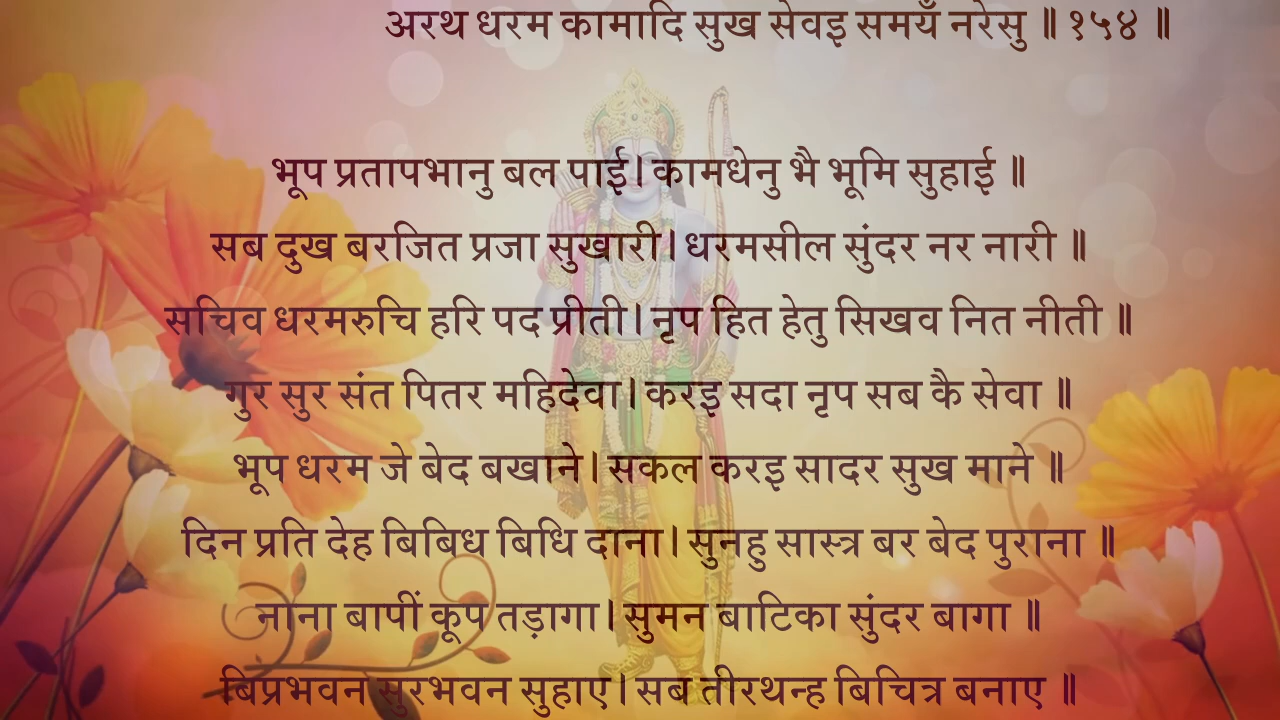 अरथ धरम कामादि सुख सेवइ समयँ नरेसु ॥ १५४ ॥
भूप प्रतापभानु बल पाई। कामधेनु भै भूमि सुहाई ॥
सब दुख बरजित प्रजा सुखारी। धरमसील सुंदर नर नारी ॥
सचिव धरमरुचि हरि पद प्रीती। नृप हित हेतु सिखव नित नीती ॥
गुर सुर संत पितर महिदेवा। करइ सदा नृप सब कै सेवा ॥
भूप धरम जे बेद बखाने। सकल करइ सादर सुख माने ॥
दिन प्रति देह बिबिध बिधि दाना। सुनहु सास्त्र बर बेद पुराना ॥
नाना बापीं कूप तड़ागा। सुमन बाटिका सुंदर बागा ॥
बिप्रभवन सुरभवन सुहाए। सब तीरथन्ह बिचित्र बनाए ॥